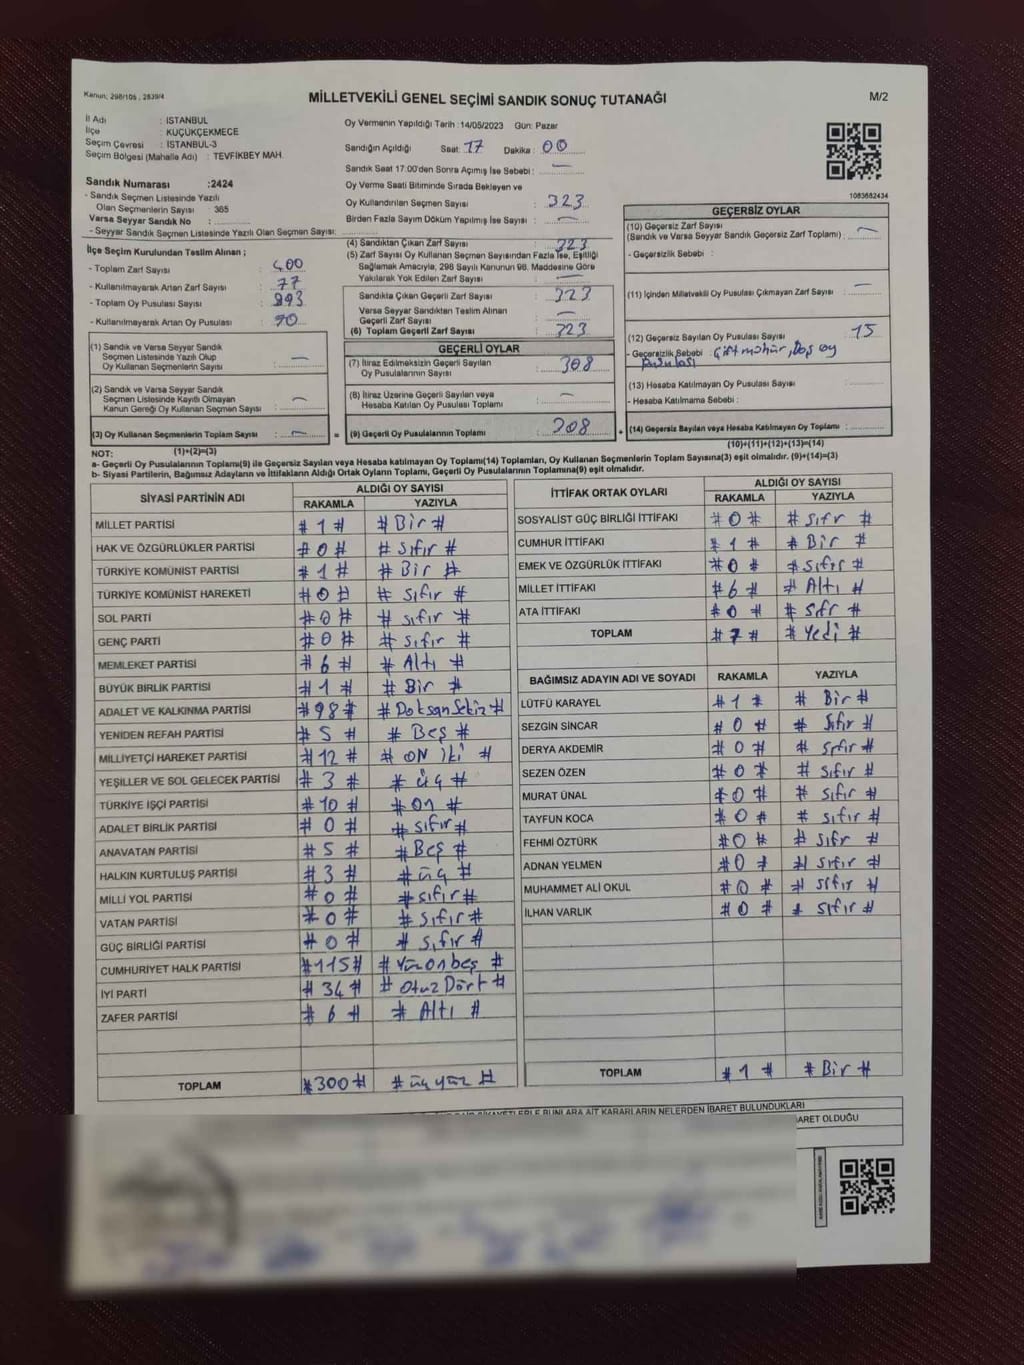 Kanun: 298/105 ; 2839/4
MİLLETVEKİLİ GENEL SEÇİMİ SANDIK SONUÇ TUTANAĞI
M/2
İl Adı : İSTANBUL
İlçe : KÜÇÜKÇEKMECE
Seçim Çevresi : İSTANBUL-3
Seçim Bölgesi (Mahalle Adı) : TEVFİKBEY MAH.
Oy Vermenin Yapıldığı Tarih :14/05/2023 Gün: Pazar
Sandığın Açıldığı Saat: 17 Dakika : 00
Sandık Saat 17.00'den Sonra Açımış İse Sebebi : —
Oy Verme Saati Bitiminde Sırada Bekleyen ve
Oy Kullandırılan Seçmen Sayısı : 323
Birden Fazla Sayım Döküm Yapılmış İse Sayısı : —
Sandık Numarası :2424
- Sandık Seçmen Listesinde Yazılı
Olan Seçmenlerin Sayısı : 365
Varsa Seyyar Sandık No :
- Seyyar Sandık Seçmen Listesinde Yazılı Olan Seçmen Sayısı:
1083682434
İlçe Seçim Kurulundan Teslim Alınan ;
- Toplam Zarf Sayısı : 400
- Kullanılmayarak Artan Zarf Sayısı : 77
- Toplam Oy Pusulası Sayısı : 393
- Kullanılmayarak Artan Oy Pusulası : 90
(1) Sandık ve Varsa Seyyar Sandık
Seçmen Listesinde Yazılı Olup
Oy Kullanan Seçmenlerin Sayısı : —
(2) Sandık ve Varsa Seyyar Sandık
Seçmen Listesinde Kayıtlı Olmayan
Kanun Gereği Oy Kullanan Seçmen Sayısı : —
(3) Oy Kullanan Seçmenlerin Toplam Sayısı : —
(4) Sandıktan Çıkan Zarf Sayısı : 323
(5) Zarf Sayısı Oy Kullanan Seçmen Sayısından Fazla İse, Eşitliği
Sağlamak Amacıyla, 298 Sayılı Kanunun 98. Maddesine Göre
Yakılarak Yok Edilen Zarf Sayısı : —
Sandıkta Çıkan Geçerli Zarf Sayısı : 323
Varsa Seyyar Sandıktan Teslim Alınan
Geçerli Zarf Sayısı : —
(6) Toplam Geçerli Zarf Sayısı : 323
GEÇERLİ OYLAR
(7) İtiraz Edilmeksizin Geçerli Sayılan
Oy Pusulalarının Sayısı : 308
(8) İtiraz Üzerine Geçerli Sayılan veya
Hesaba Katılan Oy Pusulası Toplamı : —
= (9) Geçerli Oy Pusulalarının Toplamı : 308
GEÇERSİZ OYLAR
(10) Geçersiz Zarf Sayısı
(Sandık ve Varsa Seyyar Sandık Geçersiz Zarf Toplamı) : —
- Geçersizlik Sebebi :
(11) İçinden Milletvekili Oy Pusulası Çıkmayan Zarf Sayısı : —
(12) Geçersiz Sayılan Oy Pusulası Sayısı : 15
- Geçersizlik Sebebi : Çift mühür, Boş oy
Pusulası
(13) Hesaba Katılmayan Oy Pusulası Sayısı :
- Hesaba Katılmama Sebebi :
+ (14) Geçersiz Sayılan veya Hesaba Katılmayan Oy Toplamı :
NOT: (1)+(2)=(3)
(10)+(11)+(12)+(13)=(14)
a- Geçerli Oy Pusulalarının Toplamı(9) ile Geçersiz Sayılan veya Hesaba katılmayan Oy Toplamı(14) Toplamları, Oy Kullanan Seçmenlerin Toplam Sayısına(3) eşit olmalıdır. (9)+(14)=(3)
b- Siyasi Partilerin, Bağımsız Adayların ve İttifakların Aldığı Ortak Oyların Toplamı, Geçerli Oy Pusulalarının Toplamına(9) eşit olmalıdır.
SİYASİ PARTİNİN ADI ALDIĞI OY SAYISI
RAKAMLA YAZIYLA
MİLLET PARTİSİ # 1 # # Bir #
HAK VE ÖZGÜRLÜKLER PARTİSİ # 0 # # sıfır #
TÜRKİYE KOMÜNİST PARTİSİ # 1 # # Bir #
TÜRKİYE KOMÜNİST HAREKETİ # 0 # # sıfır #
SOL PARTİ # 0 # # sıfır #
GENÇ PARTİ # 0 # # sıfır #
MEMLEKET PARTİSİ # 6 # # Altı #
BÜYÜK BİRLİK PARTİSİ # 1 # # Bir #
ADALET VE KALKINMA PARTİSİ # 98 # # Doksan Sekiz #
YENİDEN REFAH PARTİSİ # 5 # # Beş #
MİLLİYETÇİ HAREKET PARTİSİ # 12 # # ON iki #
YEŞİLLER VE SOL GELECEK PARTİSİ # 3 # # üç #
TÜRKİYE İŞÇİ PARTİSİ # 10 # # On #
ADALET BİRLİK PARTİSİ # 0 # # sıfır #
ANAVATAN PARTİSİ # 5 # # Beş #
HALKIN KURTULUŞ PARTİSİ # 3 # # üç #
MİLLİ YOL PARTİSİ # 0 # # sıfır #
VATAN PARTİSİ # 0 # # sıfır #
GÜÇ BİRLİĞİ PARTİSİ # 0 # # sıfır #
CUMHURİYET HALK PARTİSİ # 115 # # Yüzonbeş #
İYİ PARTİ # 34 # # Otuz Dört #
ZAFER PARTİSİ # 6 # # Altı #
TOPLAM # 300 # # üçyüz #
İTTİFAK ORTAK OYLARI ALDIĞI OY SAYISI
RAKAMLA YAZIYLA
SOSYALİST GÜÇ BİRLİĞİ İTTİFAKI # 0 # # Sıfır #
CUMHUR İTTİFAKI # 1 # # Bir #
EMEK VE ÖZGÜRLÜK İTTİFAKI # 0 # # sıfır #
MİLLET İTTİFAKI # 6 # # Altı #
ATA İTTİFAKI # 0 # # sıfır #
TOPLAM # 7 # # Yedi #
BAĞIMSIZ ADAYIN ADI VE SOYADI RAKAMLA YAZIYLA
LÜTFÜ KARAYEL # 1 # # Bir #
SEZGİN SİNCAR # 0 # # Sıfır #
DERYA AKDEMİR # 0 # # sıfır #
SEZEN ÖZEN # 0 # # Sıfır #
MURAT ÜNAL # 0 # # sıfır #
TAYFUN KOCA # 0 # # sıfır #
FEHMİ ÖZTÜRK # 0 # # sıfır #
ADNAN YELMEN # 0 # # sıfır #
MUHAMMET ALİ OKUL # 0 # # sıfır #
İLHAN VARLIK # 0 # # sıfır #
TOPLAM # 1 # # Bir #
ŞİKAYETLERLE BUNLARA AİT KARARLARIN NELERDEN İBARET BULUNDUKLARI
OLDUĞU